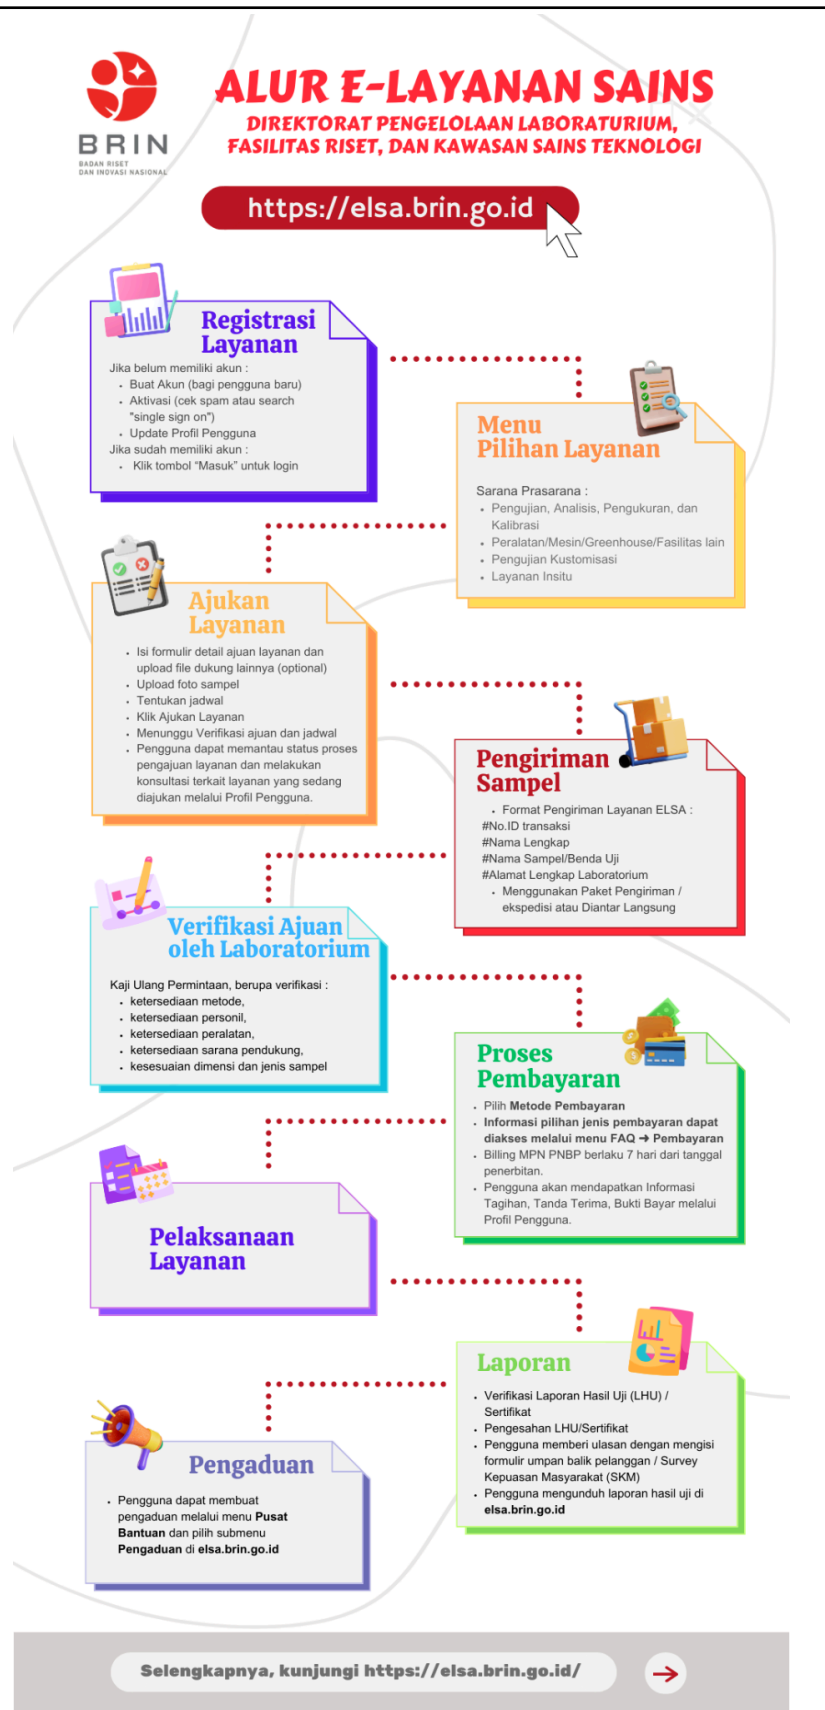 BRIN
BADAN RISET
DAN INOVASI NASIONAL
ALUR E-LAYANAN SAINS
DIREKTORAT PENGELOLAAN LABORATURIUM,
FASILITAS RISET, DAN KAWASAN SAINS TEKNOLOGI
https://elsa.brin.go.id
Registrasi
Layanan
Jika belum memiliki akun :
• Buat Akun (bagi pengguna baru)
• Aktivasi (cek spam atau search
"single sign on")
• Update Profil Pengguna
Jika sudah memiliki akun :
• Klik tombol “Masuk” untuk login
Menu
Pilihan Layanan
Sarana Prasarana :
• Pengujian, Analisis, Pengukuran, dan
Kalibrasi
• Peralatan/Mesin/Greenhouse/Fasilitas lain
• Pengujian Kustomisasi
• Layanan Insitu
Ajukan
Layanan
• Isi formulir detail ajuan layanan dan
upload file dukung lainnya (optional)
• Upload foto sampel
• Tentukan jadwal
• Klik Ajukan Layanan
• Menunggu Verifikasi ajuan dan jadwal
• Pengguna dapat memantau status proses
pengajuan layanan dan melakukan
konsultasi terkait layanan yang sedang
diajukan melalui Profil Pengguna.
Pengiriman
Sampel
• Format Pengiriman Layanan ELSA :
#No.ID transaksi
#Nama Lengkap
#Nama Sampel/Benda Uji
#Alamat Lengkap Laboratorium
• Menggunakan Paket Pengiriman /
ekspedisi atau Diantar Langsung
Verifikasi Ajuan
oleh Laboratorium
Kaji Ulang Permintaan, berupa verifikasi :
• ketersediaan metode,
• ketersediaan personil,
• ketersediaan peralatan,
• ketersediaan sarana pendukung,
• kesesuaian dimensi dan jenis sampel
Proses
Pembayaran
• Pilih Metode Pembayaran
• Informasi pilihan jenis pembayaran dapat
diakses melalui menu FAQ ➜ Pembayaran
• Billing MPN PNBP berlaku 7 hari dari tanggal
penerbitan.
• Pengguna akan mendapatkan Informasi
Tagihan, Tanda Terima, Bukti Bayar melalui
Profil Pengguna.
Pelaksanaan
Layanan
Laporan
• Verifikasi Laporan Hasil Uji (LHU) /
Sertifikat
• Pengesahan LHU/Sertifikat
• Pengguna memberi ulasan dengan mengisi
formulir umpan balik pelanggan / Survey
Kepuasan Masyarakat (SKM)
• Pengguna mengunduh laporan hasil uji di
elsa.brin.go.id
Pengaduan
• Pengguna dapat membuat
pengaduan melalui menu Pusat
Bantuan dan pilih submenu
Pengaduan di elsa.brin.go.id
Selengkapnya, kunjungi https://elsa.brin.go.id/